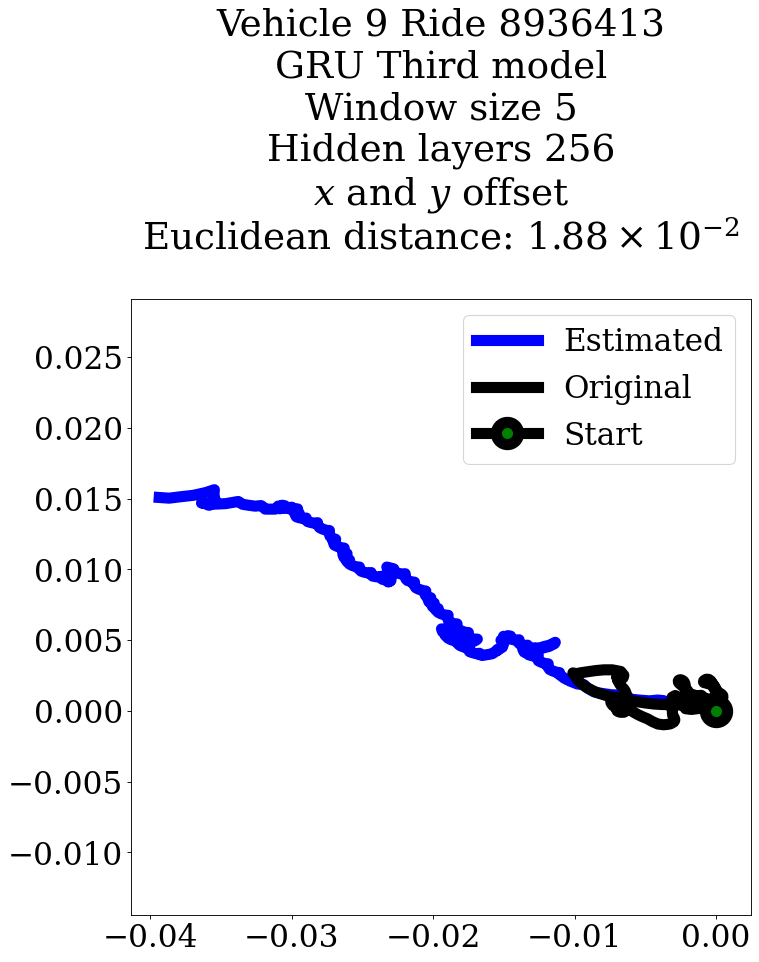 Vehicle 9 Ride 8936413
GRU Third model
Window size 5
Hidden layers 256
x and y offset
Euclidean distance: 1.88 × 10⁻²
Estimated
Original
Start
0.025
0.020
0.015
0.010
0.005
0.000
−0.005
−0.010
−0.04 −0.03 −0.02 −0.01 0.00